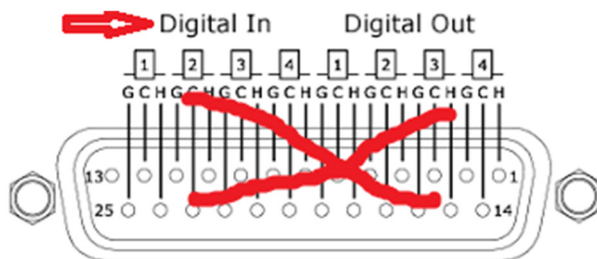 Digital In Digital Out
1 2 3 4 1 2 3 4
G C H G C H G C H G C H G C H G C H G C H G C H
13 1
25 14